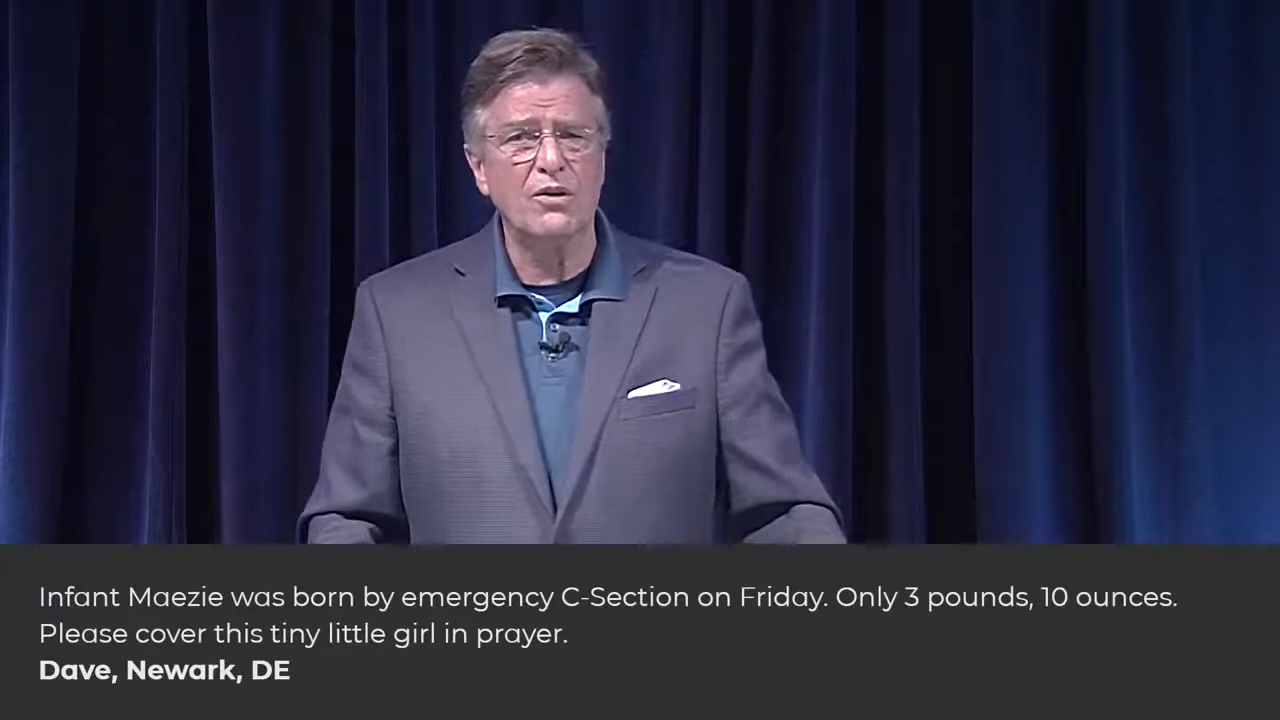 Infant Maezie was born by emergency C-Section on Friday. Only 3 pounds, 10 ounces.
Please cover this tiny little girl in prayer.
Dave, Newark, DE